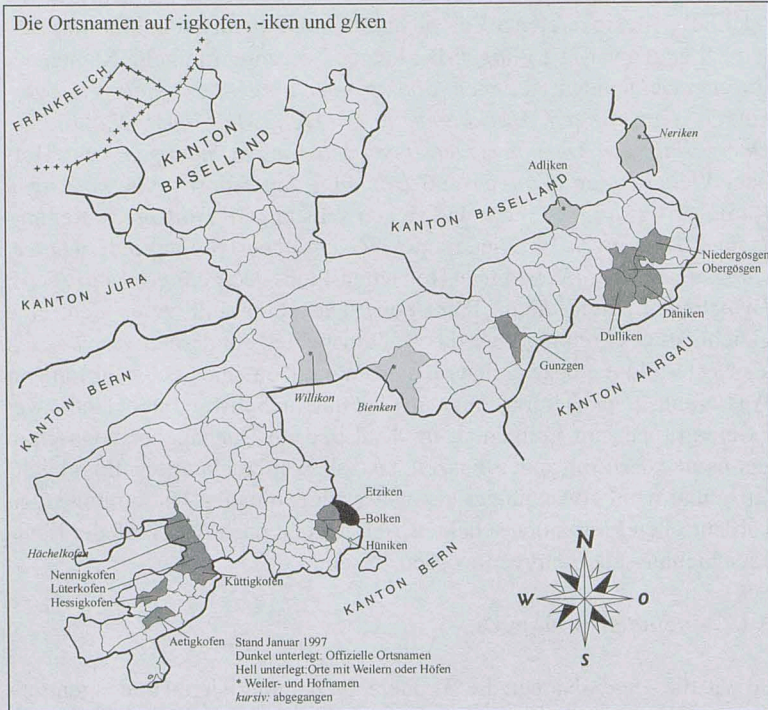 Die Ortsnamen auf -igkofen, -iken und g/ken
FRANKREICH
KANTON
BASELLAND
Neriken
Adliken
KANTON BASELLAND
Niedergösgen
Obergösgen
KANTON JURA
Däniken
Dulliken
Gunzgen
KANTON AARGAU
KANTON BERN
Willikon
Bienken
Etziken
Bolken
Hächelkofen
Hüniken
Nennigkofen
Lüterkofen
Küttigkofen
Hessigkofen
KANTON BERN
Aetigkofen
N
W
O
S
Stand Januar 1997
Dunkel unterlegt: Offizielle Ortsnamen
Hell unterlegt:Orte mit Weilern oder Höfen
* Weiler- und Hofnamen
kursiv: abgegangen